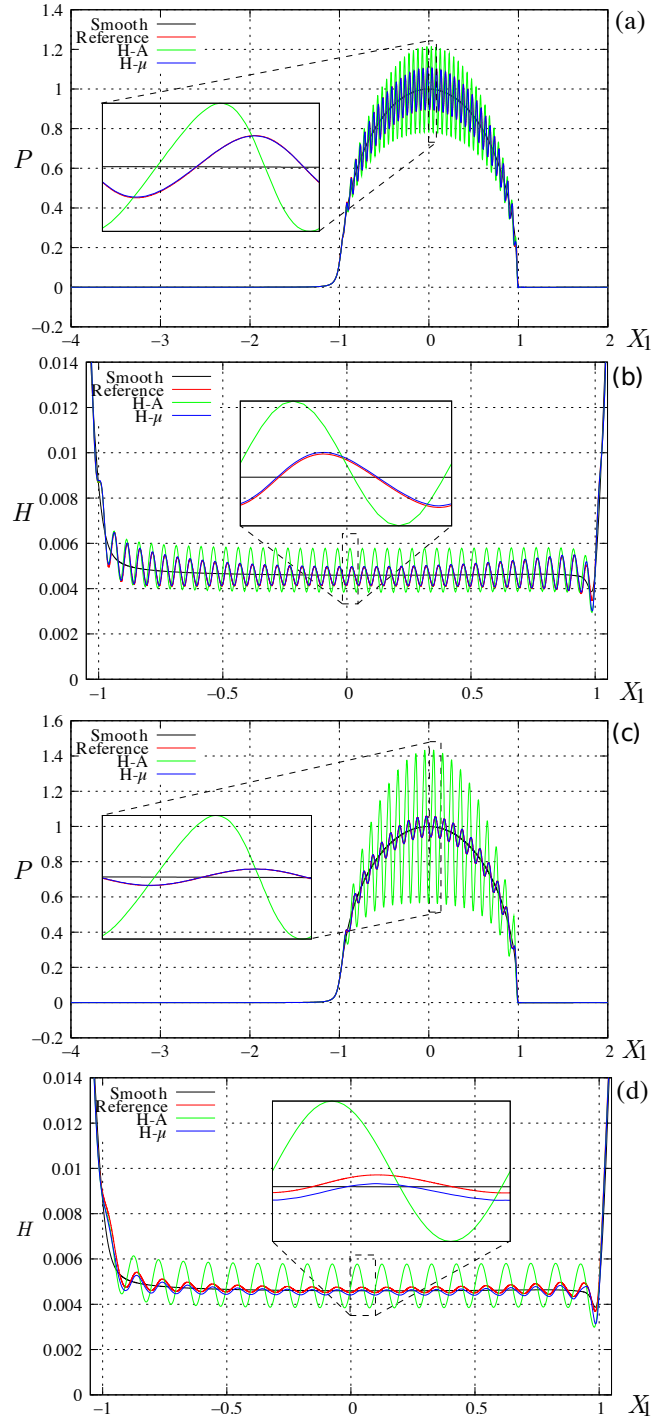 1.4
1.2
1
0.8
0.6
0.4
0.2
0
−0.2
P
Smooth
Reference
H-A
H-μ
(a)
−4 −3 −2 −1 0 1 2
X1
0.014
0.012
0.01
0.008
0.006
0.004
0.002
0
H
Smooth
Reference
H-A
H-μ
(b)
−1 −0.5 0 0.5 1
X1
1.6
1.4
1.2
1
0.8
0.6
0.4
0.2
0
−0.2
P
Smooth
Reference
H-A
H-μ
(c)
−4 −3 −2 −1 0 1 2
X1
0.014
0.012
0.01
0.008
0.006
0.004
0.002
0
H
Smooth
Reference
H-A
H-μ
(d)
−1 −0.5 0 0.5 1
X1